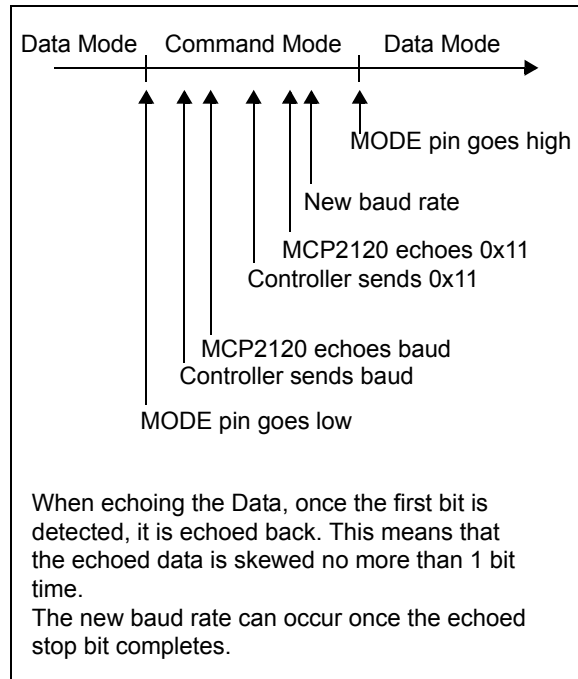 Data Mode
Command Mode
Data Mode
MODE pin goes high
New baud rate
MCP2120 echoes 0x11
Controller sends 0x11
MCP2120 echoes baud
Controller sends baud
MODE pin goes low
When echoing the Data, once the first bit is
detected, it is echoed back. This means that
the echoed data is skewed no more than 1 bit
time.
The new baud rate can occur once the echoed
stop bit completes.